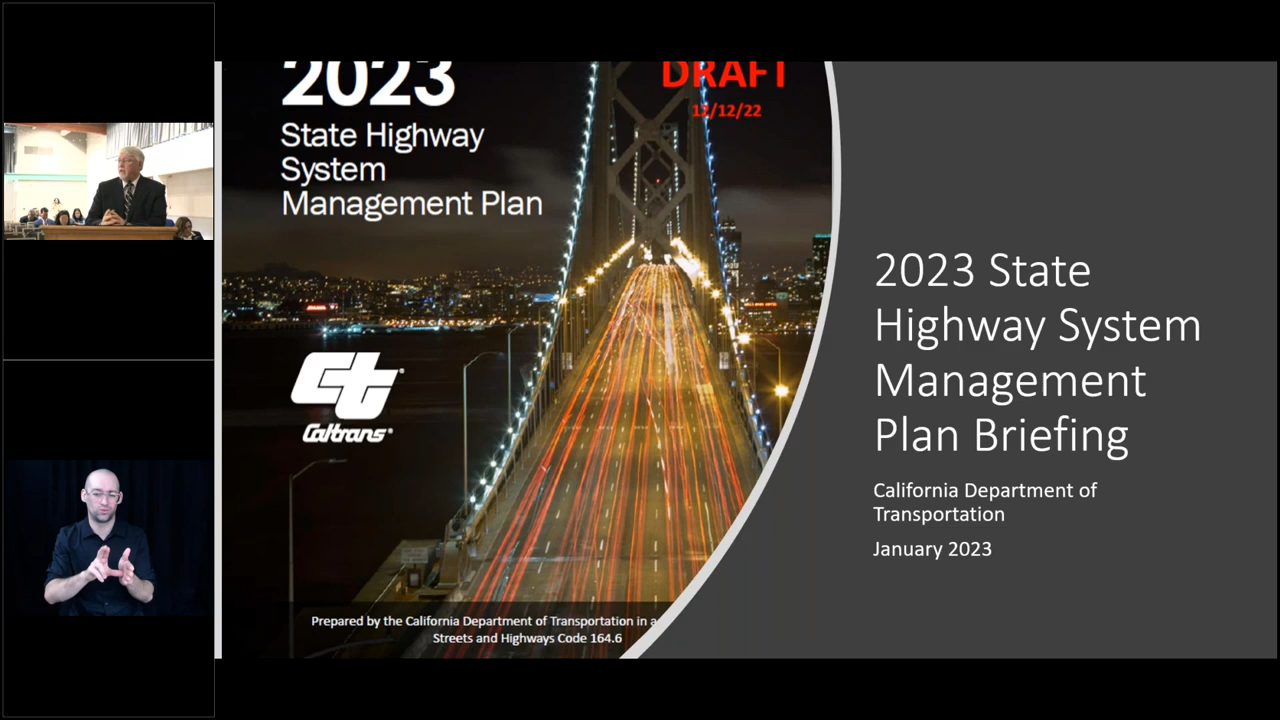 2023
State Highway
System
Management Plan
DRAFT
12/12/22
Ct
Caltrans®
Prepared by the California Department of Transportation in a
Streets and Highways Code 164.6
2023 State
Highway System
Management
Plan Briefing
California Department of
Transportation
January 2023